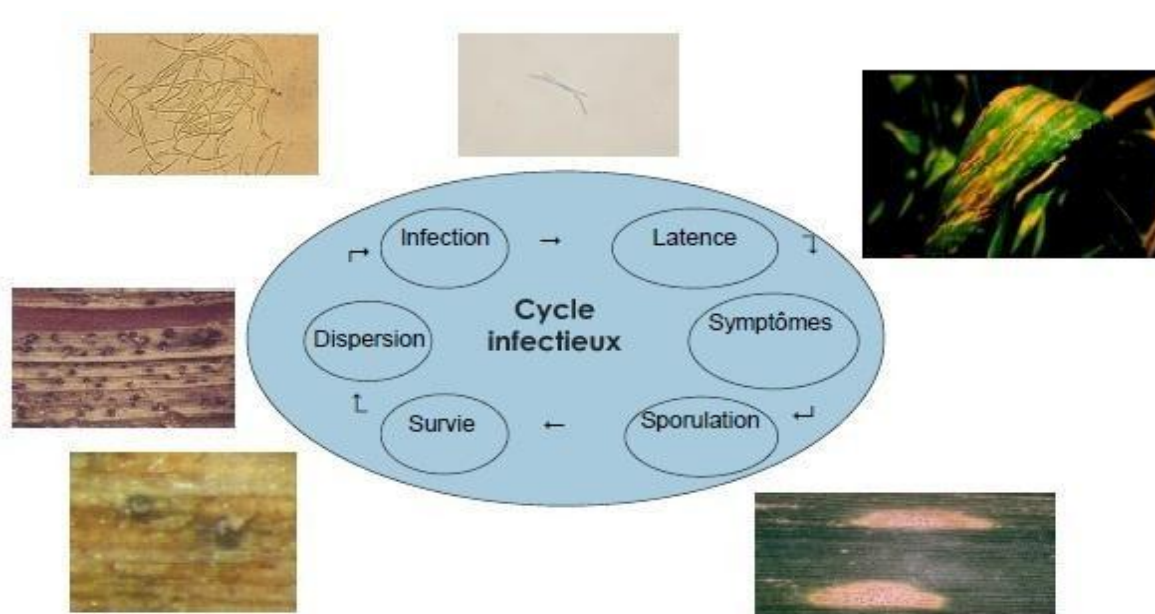 Infection
Latence
Cycle
infectieux
Dispersion
Symptômes
Survie
Sporulation